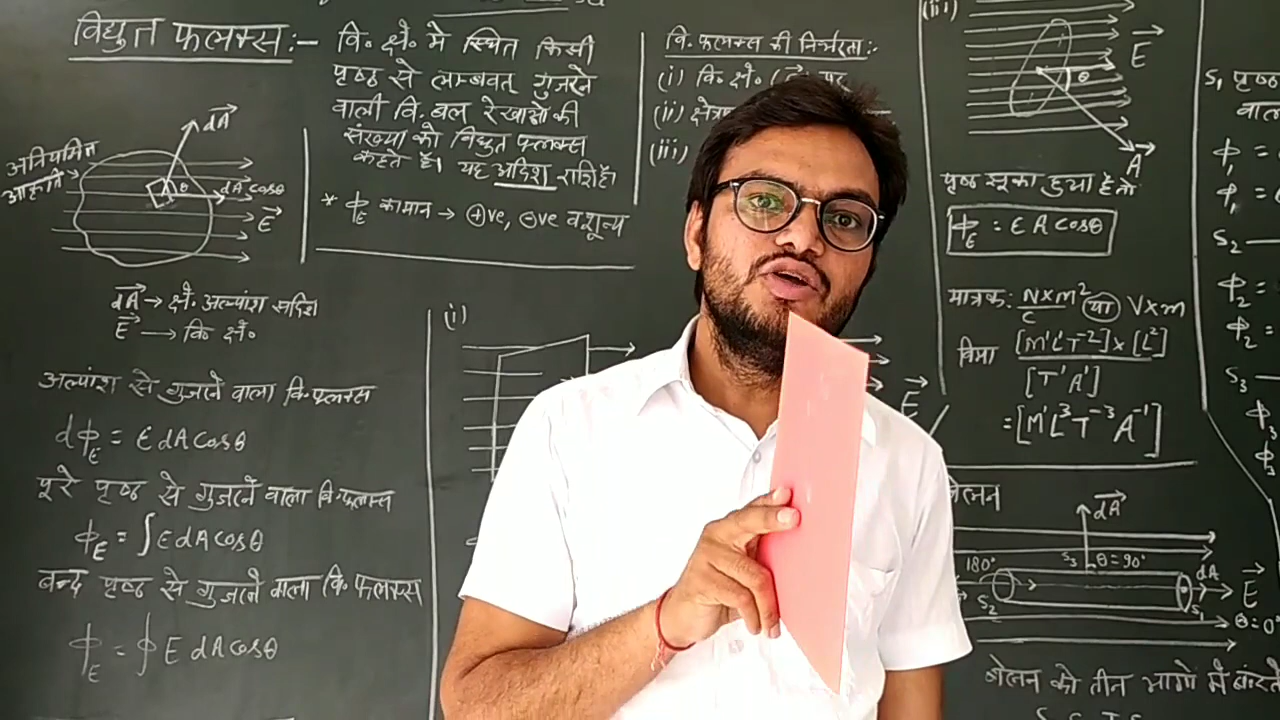 विद्युत फ्लक्स :-
वि॰ क्षे॰ मे स्थित किसी
पृष्ठ से लम्बवत् गुजरने
वाली वि. बल रेखाओं की
संख्या को विद्युत फ्लक्स
कहते हैं। यह अदिश राशि है।
* ϕE का मान → ⊕ve, ⊖ve व शून्य
अनियमित
आकृति
dA⃗
θ
dA cosθ
E⃗
dA⃗ → क्षे॰ अल्पांश सदिश
E⃗ → वि॰ क्षे॰
अल्पांश से गुजरने वाला वि. फ्लक्स
dϕE = E dA cosθ
पूरे पृष्ठ से गुजरने वाला वि. फ्लक्स
ϕE = ∫ E dA cosθ
बन्द पृष्ठ से गुजरने वाला वि. फ्लक्स
ϕE = ∮ E dA cosθ
वि. फ्लक्स की निर्भरता :-
(i) वि॰ क्षे॰ (
(ii)
(iii)
(i)
E⃗
(iii)
E⃗
θ
A⃗
पृष्ठ झुका हुआ है तो
ϕE = E A cosθ
मात्रक: N×m²/C या V×m
विमा [M¹L¹T⁻²]×[L²]
[T¹A¹]
= [M¹L³T⁻³A⁻¹]
बेलन
dA⃗
180°
S₃
θ = 90°
dA
E⃗
S₂
S₁
θ = 0°
बेलन को तीन भागों में बांटते
S₁ पृष्ठ
ϕ₁ =
ϕ₁ =
S₂ —
ϕ₂ =
ϕ₂ =
S₃ —
ϕ₃
ϕ₃